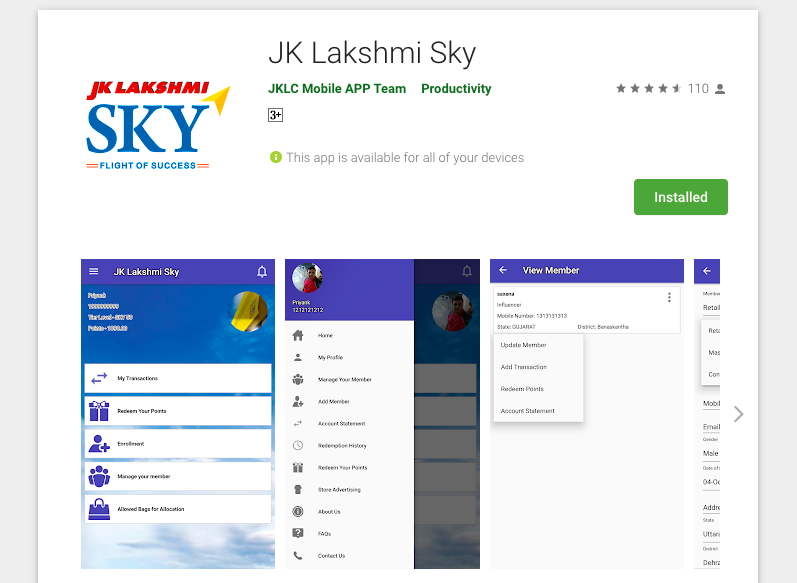 JK Lakshmi Sky
JKLC Mobile APP Team Productivity
110
3+
This app is available for all of your devices
Installed
JK LAKSHMI
SKY
FLIGHT OF SUCCESS
JK Lakshmi Sky
Priyank
Tier Level - SKY 50
My Transactions
Redeem Your Points
Enrollment
Manage your member
Allowed Bags for Allocation
Priyank
1212121212
Home
My Profile
Manage Your Member
Add Member
Account Statement
Redemption History
Redeem Your Points
Store Advertising
About Us
FAQs
Contact Us
View Member
saxena
Influencer
Mobile Number: 1313131313
State: GUJARAT District: Banaskantha
Update Member
Add Transaction
Redeem Points
Account Statement
Membe
Retail
Reta
Mas
Con
Mobil
Email
Gender
Male
Date of
04-Oc
Addre
State
Uttara
District
Dehra